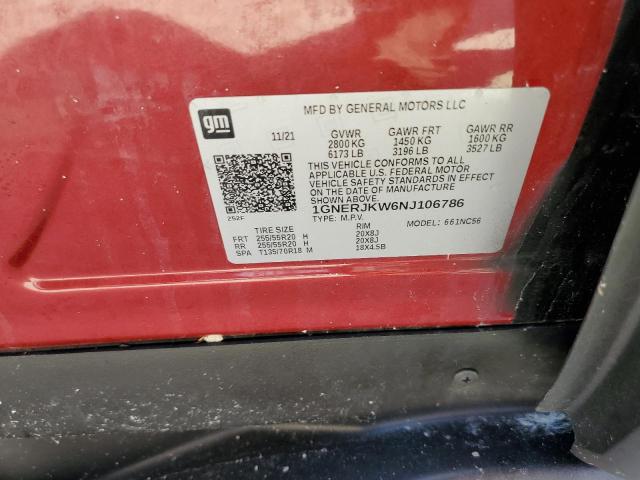 gm
MFD BY GENERAL MOTORS LLC
11/21 GVWR GAWR FRT GAWR RR
2800KG 1450 KG 1600 KG
6173 LB 3196 LB 3527 LB
THIS VEHICLE CONFORMS TO ALL
APPLICABLE U.S. FEDERAL MOTOR
VEHICLE SAFETY STANDARDS IN EFFECT
ON THE DATE OF MANUFACTURE
SHOWN ABOVE.
1GNERJKW6NJ106786
TYPE: M.P.V. MODEL: 661NC56
ZS2F
TIRE SIZE RIM
FRT 255/55R20 H 20X8J
RR 255/55R20 H 20X8J
SPA T135/70R18 M 18X4.5B